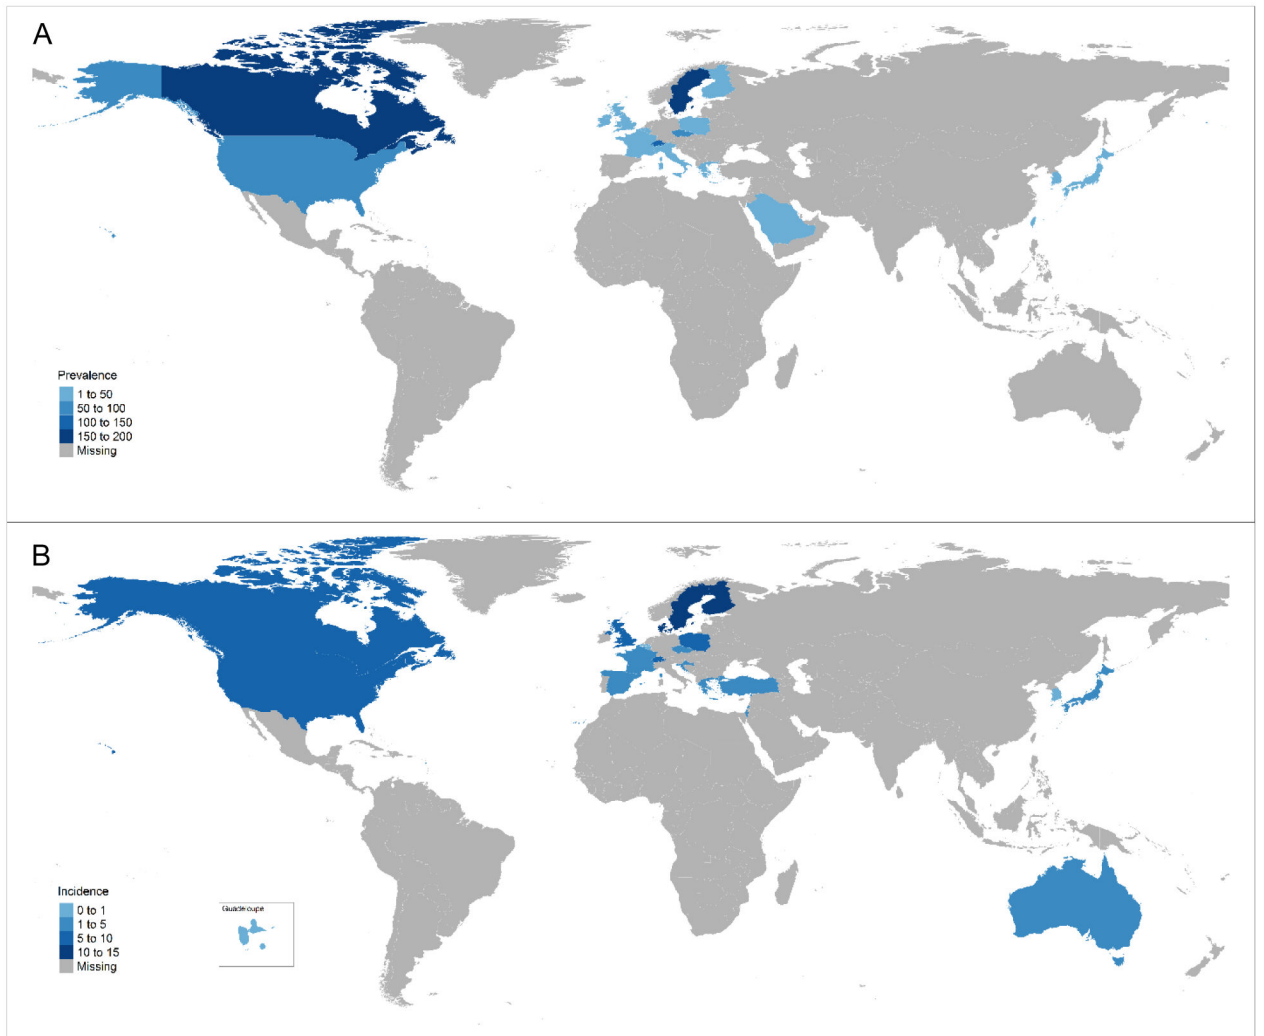 A
Prevalence
1 to 50
50 to 100
100 to 150
150 to 200
Missing
B
Incidence
0 to 1
1 to 5
5 to 10
10 to 15
Missing
Guadeloupe